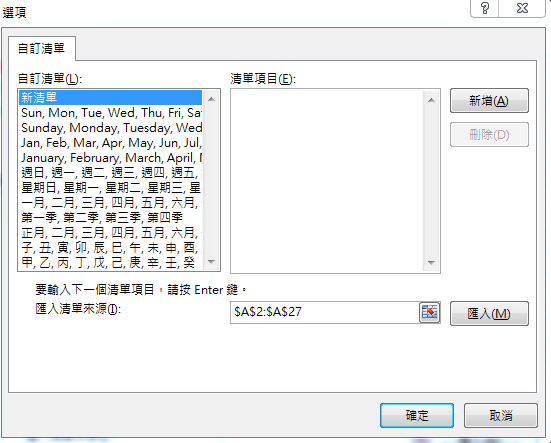 選項
自訂清單
自訂清單(L):
清單項目(E):
新清單
Sun, Mon, Tue, Wed, Thu, Fri, Sat
Sunday, Monday, Tuesday, Wed
Jan, Feb, Mar, Apr, May, Jun, Jul,
January, February, March, April, M
週日, 週一, 週二, 週三, 週四, 週五,
星期日, 星期一, 星期二, 星期三, 星
一月, 二月, 三月, 四月, 五月, 六月,
第一季, 第二季, 第三季, 第四季
正月, 二月, 三月, 四月, 五月, 六月,
子, 丑, 寅, 卯, 辰, 巳, 午, 未, 申, 酉,
甲, 乙, 丙, 丁, 戊, 己, 庚, 辛, 壬, 癸
新增(A)
刪除(D)
要輸入下一個清單項目，請按 Enter 鍵。
匯入清單來源(I):
$A$2:$A$27
匯入(M)
確定
取消